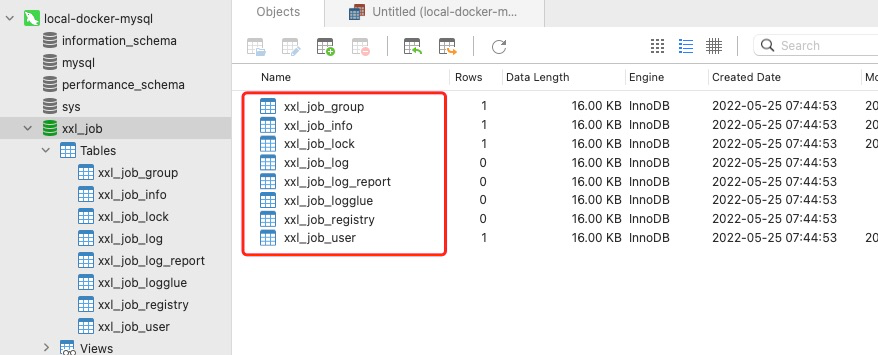 local-docker-mysql
information_schema
mysql
performance_schema
sys
xxl_job
Tables
xxl_job_group
xxl_job_info
xxl_job_lock
xxl_job_log
xxl_job_log_report
xxl_job_logglue
xxl_job_registry
xxl_job_user
Views
Objects Untitled (local-docker-m...
Search
Name Rows Data Length Engine Created Date Mo
xxl_job_group 1 16.00 KB InnoDB 2022-05-25 07:44:53 20
xxl_job_info 1 16.00 KB InnoDB 2022-05-25 07:44:53 20
xxl_job_lock 1 16.00 KB InnoDB 2022-05-25 07:44:53 20
xxl_job_log 0 16.00 KB InnoDB 2022-05-25 07:44:53
xxl_job_log_report 0 16.00 KB InnoDB 2022-05-25 07:44:53
xxl_job_logglue 0 16.00 KB InnoDB 2022-05-25 07:44:53
xxl_job_registry 0 16.00 KB InnoDB 2022-05-25 07:44:53
xxl_job_user 1 16.00 KB InnoDB 2022-05-25 07:44:53 20